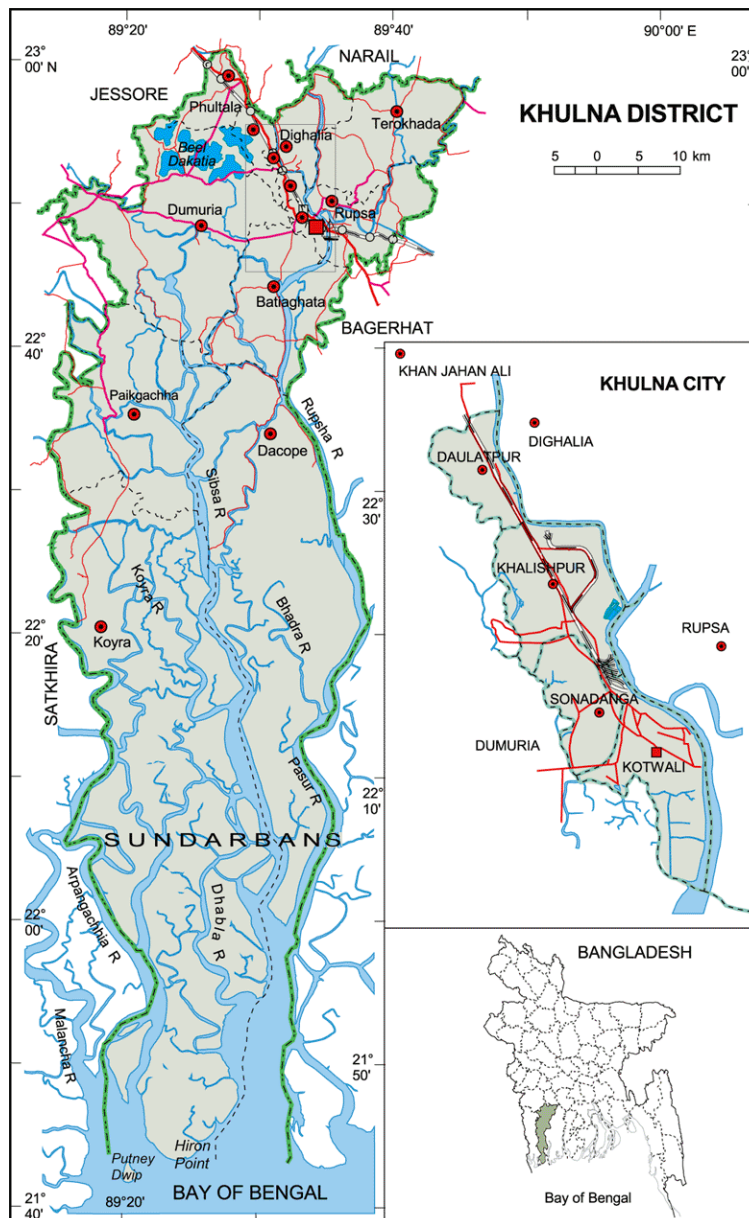 89°20'
89°40'
90°00' E
23°
00' N
23°
00'
NARAIL
JESSORE
KHULNA DISTRICT
Phultala
Terokhada
Dighalia
Beel
Dakatia
5 0 5 10 km
Dumuria
Rupsa
Batiaghata
BAGERHAT
22°
40'
KHAN JAHAN ALI
KHULNA CITY
Paikgachha
Rupsha R
DIGHALIA
Dacope
DAULATPUR
Sibsa R
22°
30'
KHALISHPUR
Koyra R
Bhadra R
22°
20'
Koyra
RUPSA
SATKHIRA
SONADANGA
DUMURIA
KOTWALI
Pasur R
22°
10'
SUNDARBANS
Arpangachhia R
Dhabla R
22°
00'
BANGLADESH
Malancha R
21°
50'
Hiron
Point
Putney
Dwip
BAY OF BENGAL
Bay of Bengal
21°
40'
89°20'